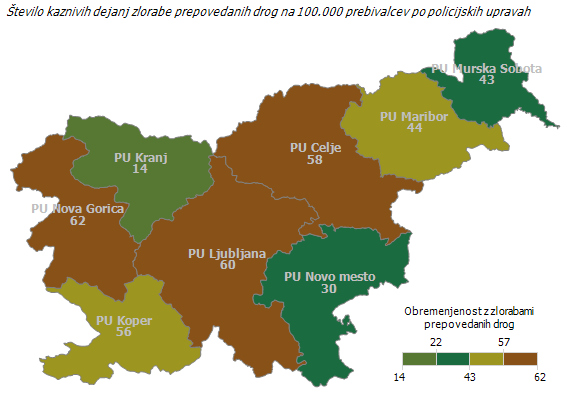 Število kaznivih dejanj zlorabe prepovedanih drog na 100.000 prebivalcev po policijskih upravah
PU Murska Sobota
43
PU Maribor
44
PU Celje
58
PU Kranj
14
PU Nova Gorica
62
PU Ljubljana
60
PU Novo mesto
30
PU Koper
56
Obremenjenost z zlorabami
prepovedanih drog
22 57
14 43 62